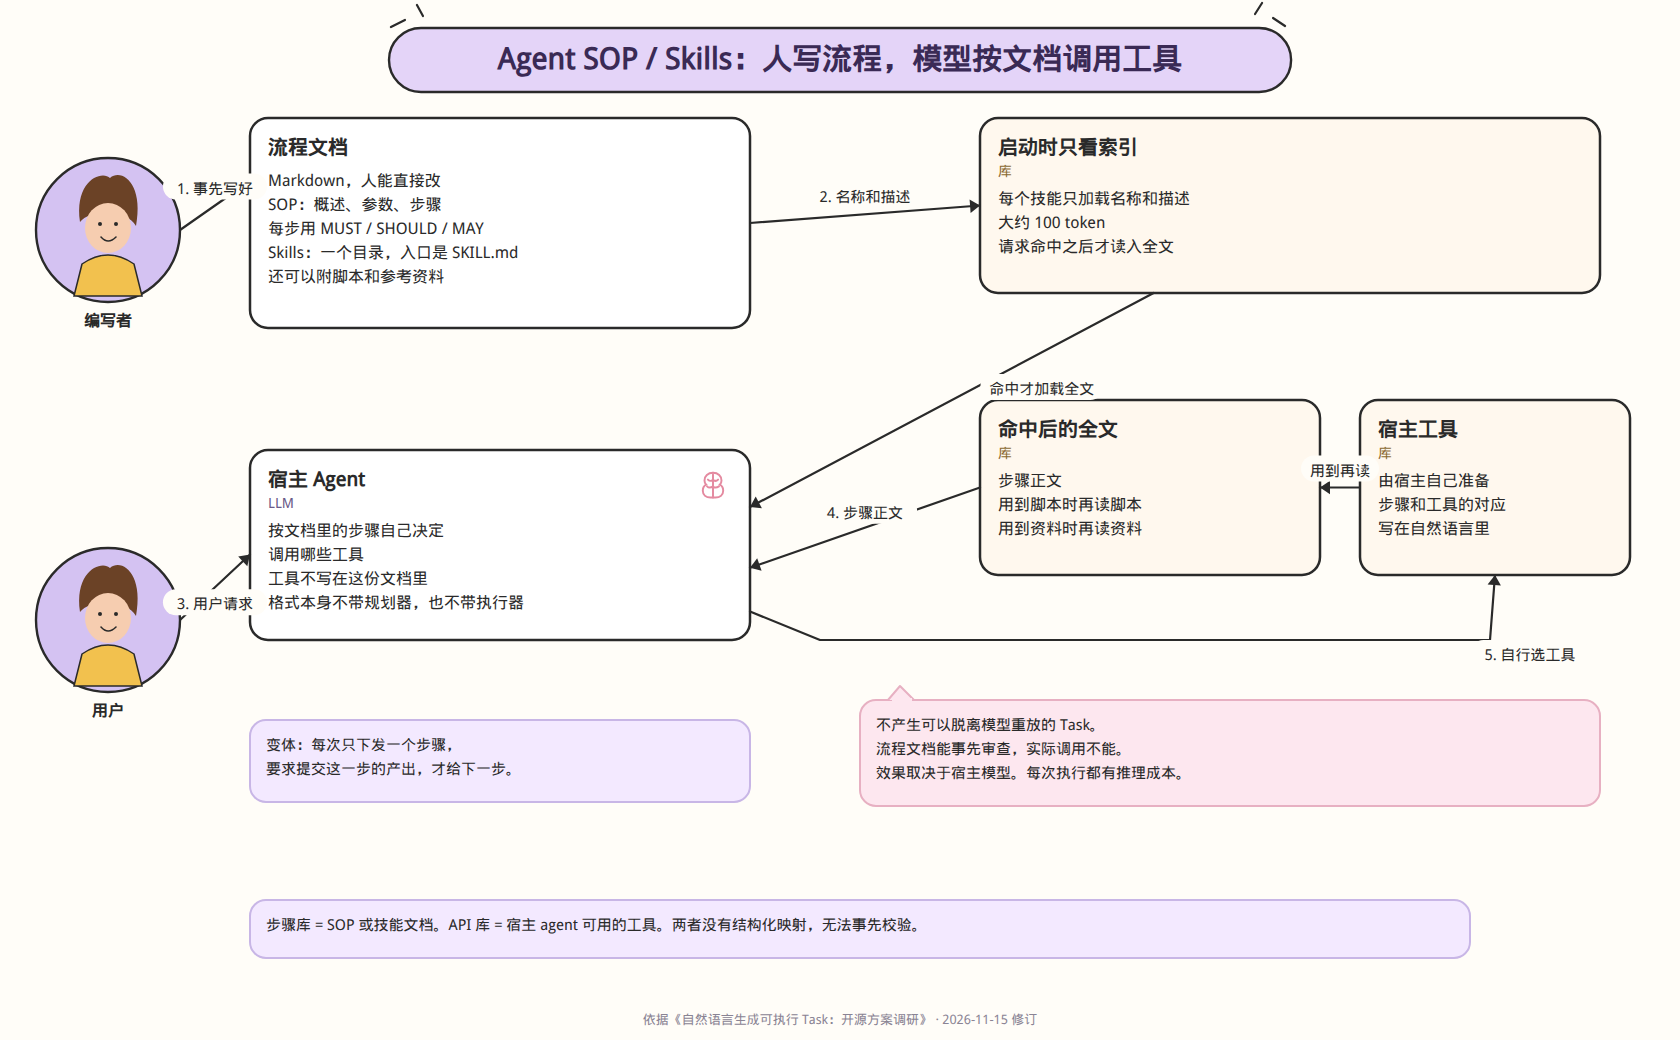 Agent SOP / Skills：人写流程，模型按文档调用工具
流程文档
Markdown，人能直接改
SOP：概述、参数、步骤
每步用 MUST / SHOULD / MAY
Skills：一个目录，入口是 SKILL.md
还可以附脚本和参考资料
1. 事先写好
编写者
2. 名称和描述
启动时只看索引
库
每个技能只加载名称和描述
大约 100 token
请求命中之后才读入全文
命中才加载全文
命中后的全文
库
步骤正文
用到脚本时再读脚本
用到资料时再读资料
用到再读
宿主工具
库
由宿主自己准备
步骤和工具的对应
写在自然语言里
宿主 Agent
LLM
按文档里的步骤自己决定
调用哪些工具
工具不写在这份文档里
格式本身不带规划器，也不带执行器
4. 步骤正文
3. 用户请求
用户
5. 自行选工具
变体：每次只下发一个步骤，
要求提交这一步的产出，才给下一步。
不产生可以脱离模型重放的 Task。
流程文档能事先审查，实际调用不能。
效果取决于宿主模型。每次执行都有推理成本。
步骤库 = SOP 或技能文档。API 库 = 宿主 agent 可用的工具。两者没有结构化映射，无法事先校验。
依据《自然语言生成可执行 Task：开源方案调研》 · 2026-11-15 修订